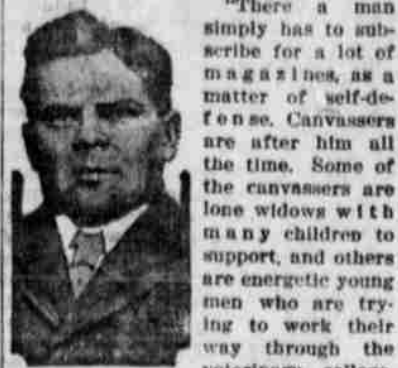 "There a man
simply has to sub-
scribe for a lot of
magazines, as a
matter of self-de-
fense. Canvassers
are after him all
the time. Some of
the canvassers are
lone widows with
many children to
support, and others
are energetic young
men who are try-
ing to work their
way through the
veterinary college.